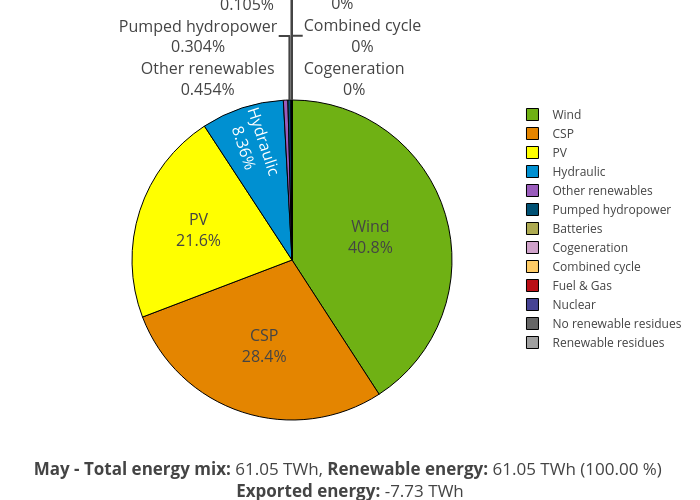 0.105%
0%
Pumped hydropower
0.304%
Combined cycle
0%
Other renewables
0.454%
Cogeneration
0%
Hydraulic
8.36%
PV
21.6%
Wind
40.8%
CSP
28.4%
Wind
CSP
PV
Hydraulic
Other renewables
Pumped hydropower
Batteries
Cogeneration
Combined cycle
Fuel & Gas
Nuclear
No renewable residues
Renewable residues
May - Total energy mix: 61.05 TWh, Renewable energy: 61.05 TWh (100.00 %)
Exported energy: -7.73 TWh